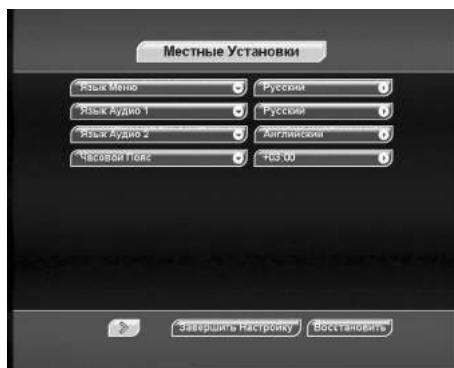 Местные Установки
Язык Меню Русский
Язык Аудио 1 Русский
Язык Аудио 2 Английский
Часовой Пояс +03:00
Завершить Настройку Восстановить